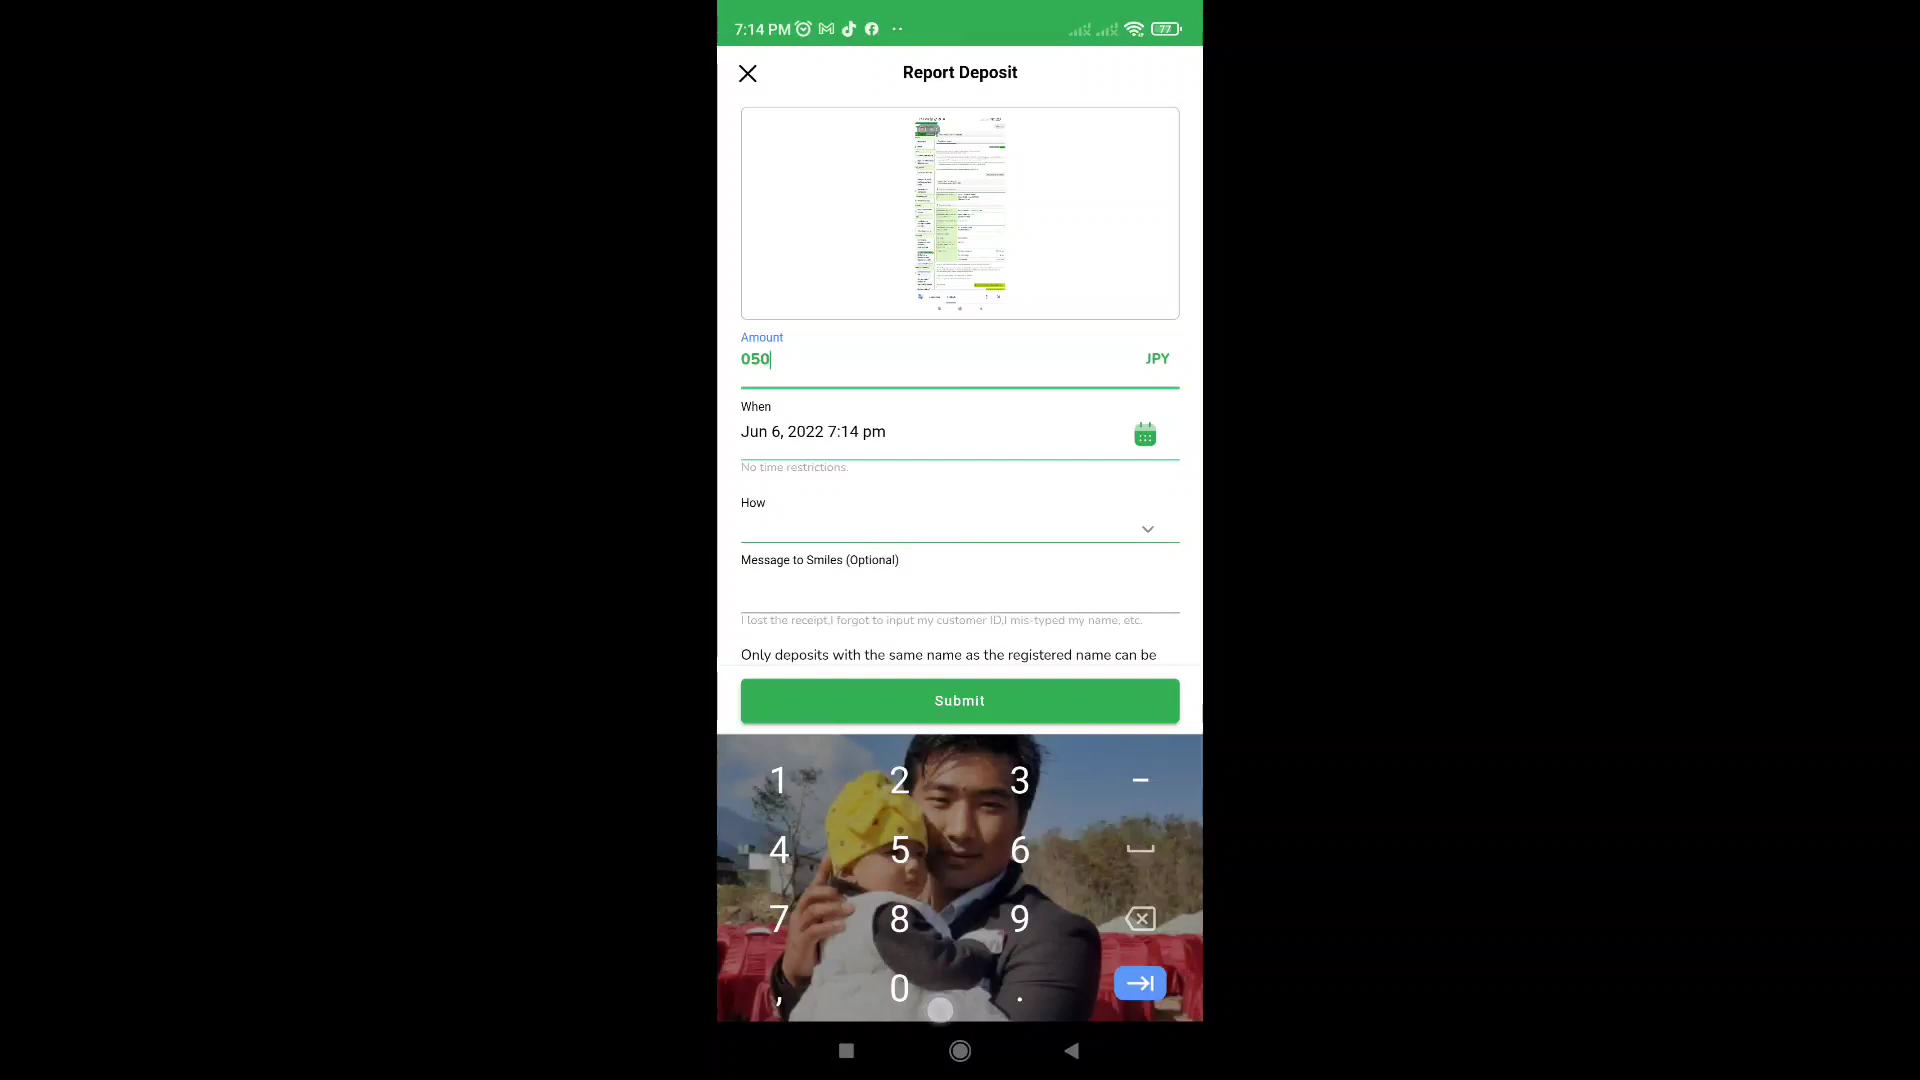 7:14 PM
77
Report Deposit
Amount
050
JPY
When
Jun 6, 2022 7:14 pm
No time restrictions.
How
Message to Smiles (Optional)
I lost the receipt,I forgot to input my customer ID,I mis-typed my name, etc.
Only deposits with the same name as the registered name can be
Submit
1 2 3 -
4 5 6
7 8 9
, 0 .